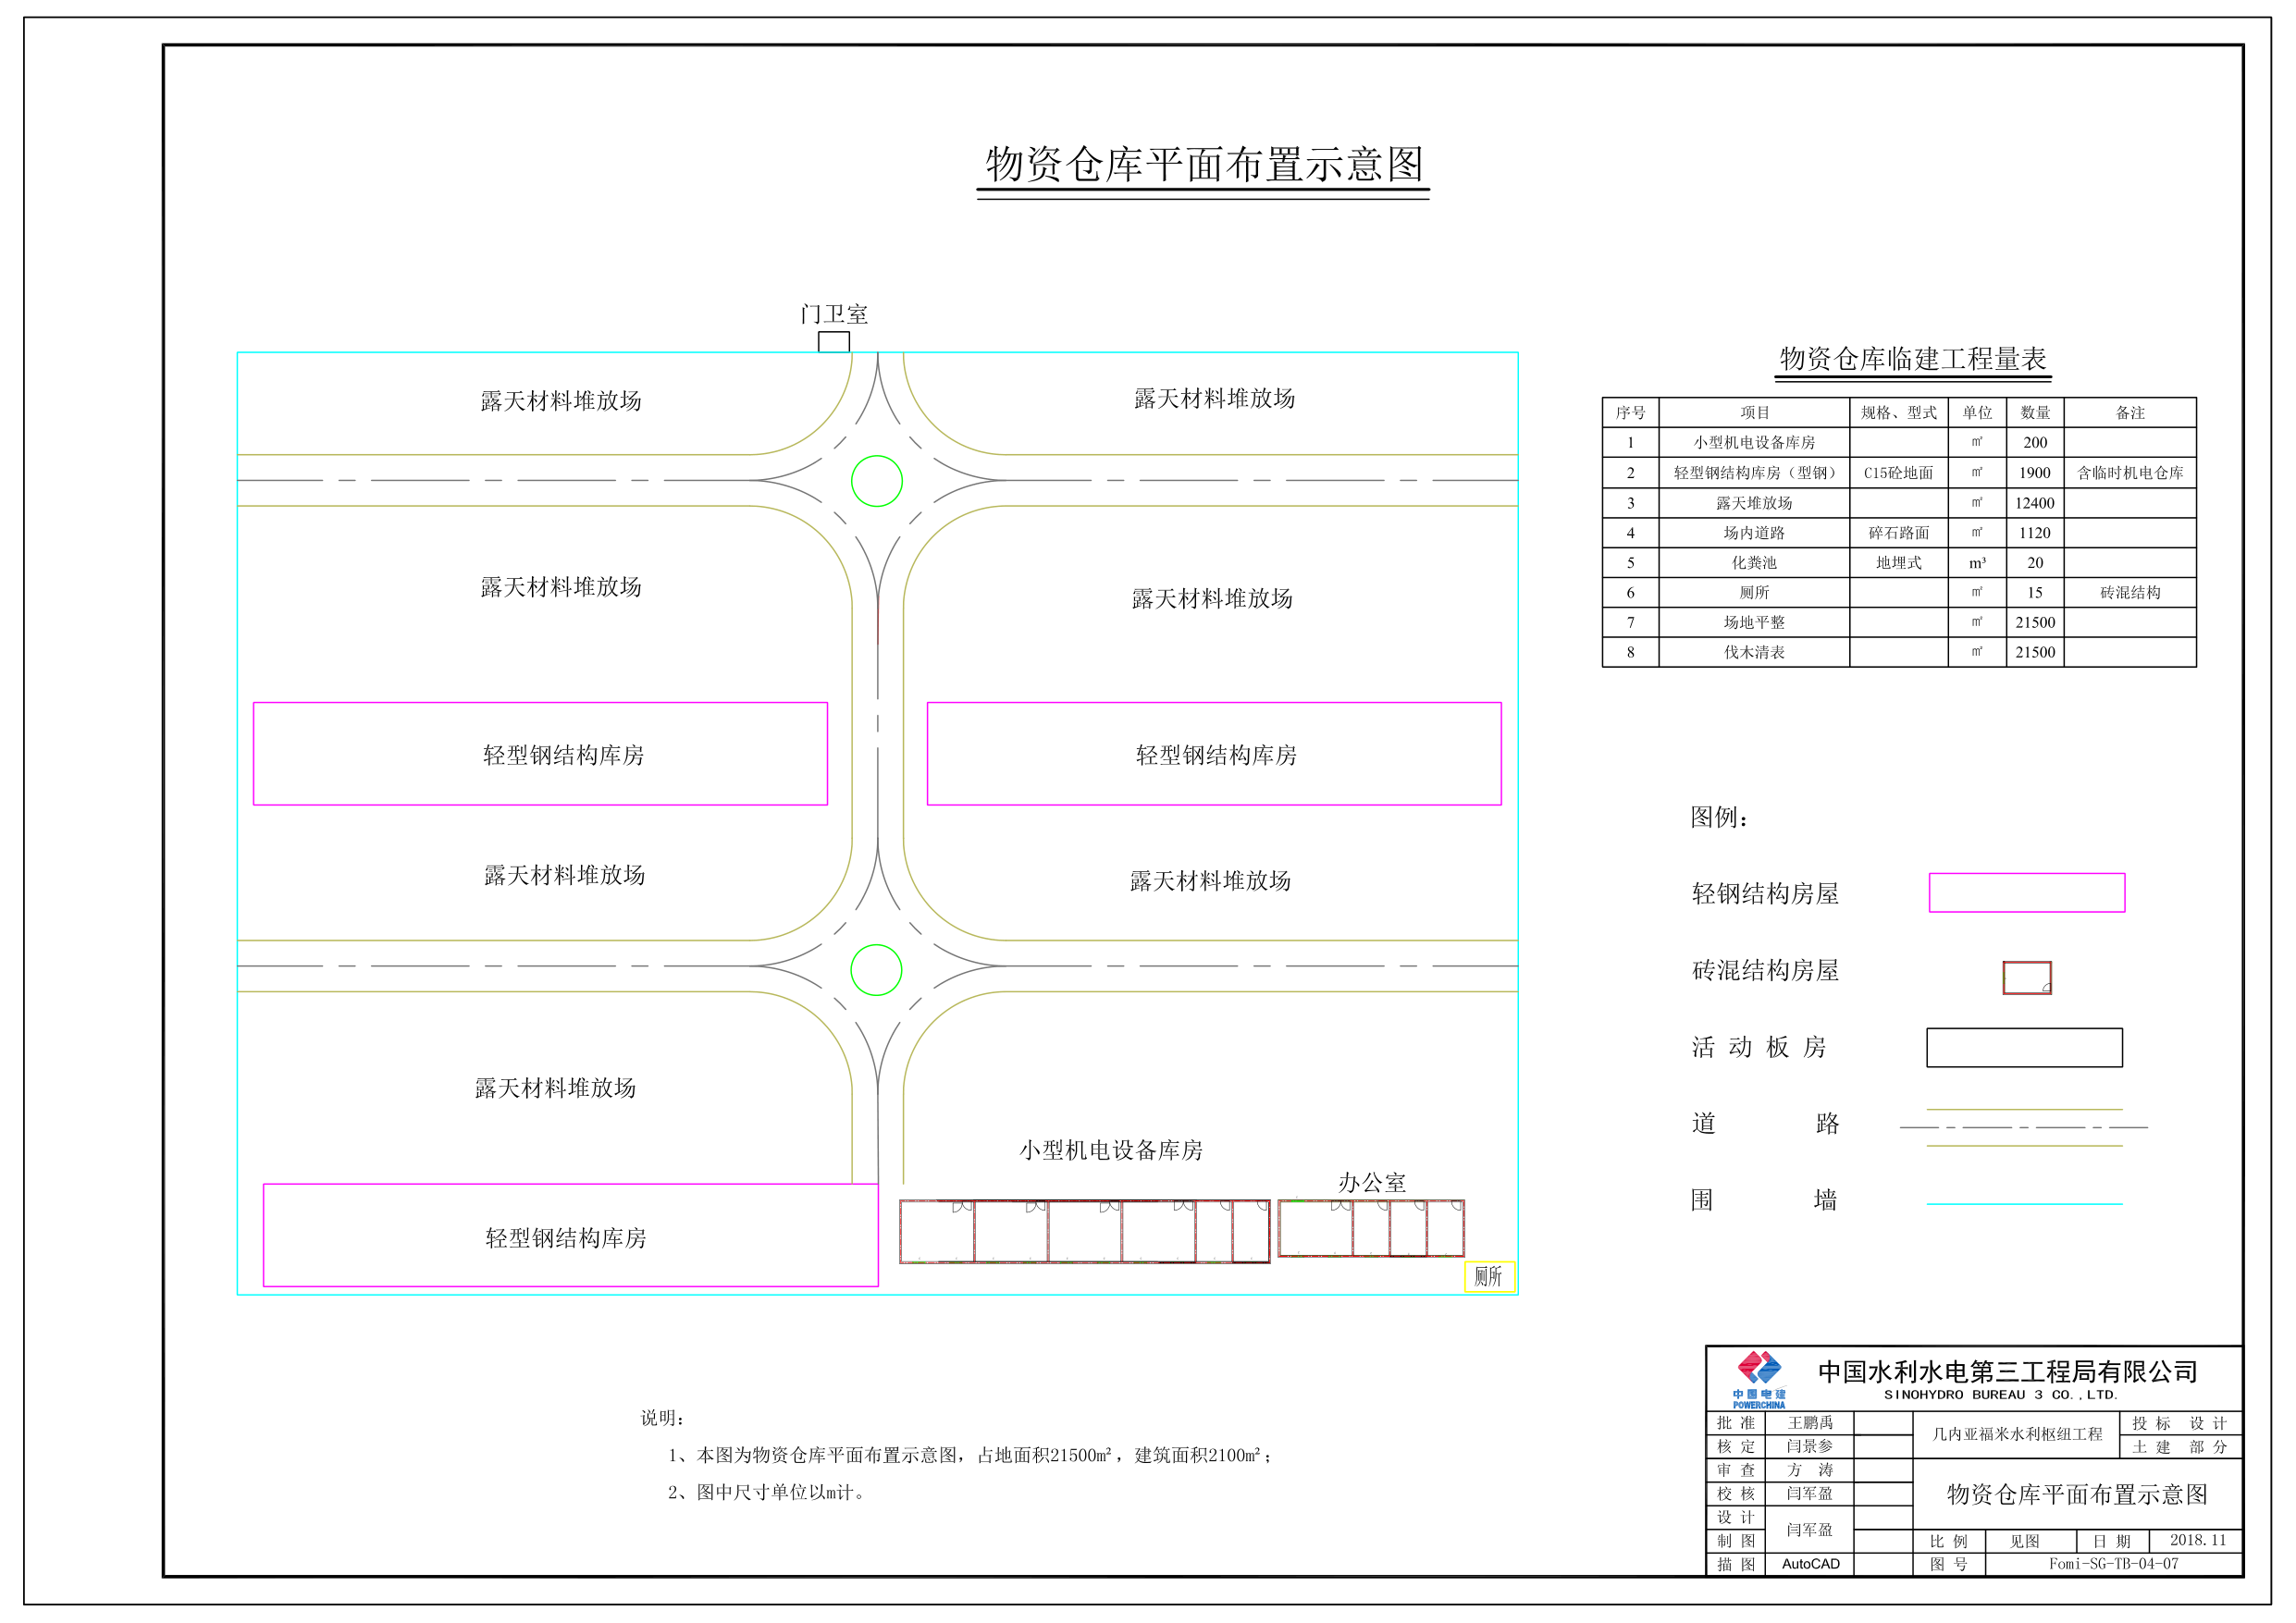 物资仓库平面布置示意图
门卫室
露天材料堆放场
露天材料堆放场
露天材料堆放场
露天材料堆放场
轻型钢结构库房
轻型钢结构库房
露天材料堆放场
露天材料堆放场
露天材料堆放场
小型机电设备库房
办公室
轻型钢结构库房
厕所
物资仓库临建工程量表
序号 项目 规格、型式 单位 数量 备注
1 小型机电设备库房 ㎡ 200
2 轻型钢结构库房（型钢） C15砼地面 ㎡ 1900 含临时机电仓库
3 露天堆放场 ㎡ 12400
4 场内道路 碎石路面 ㎡ 1120
5 化粪池 地埋式 m³ 20
6 厕所 ㎡ 15 砖混结构
7 场地平整 ㎡ 21500
8 伐木清表 ㎡ 21500
图例：
轻钢结构房屋
砖混结构房屋
活动板房
道路
围墙
说明：
1、本图为物资仓库平面布置示意图，占地面积21500m²，建筑面积2100m²；
2、图中尺寸单位以m计。
中国电建
POWERCHINA
中国水利水电第三工程局有限公司
SINOHYDRO BUREAU 3 CO.,LTD.
批准 王鹏禹 几内亚福米水利枢纽工程 投标 设计
核定 闫景参 土建 部分
审查 方涛 物资仓库平面布置示意图
校核 闫军盈
设计 闫军盈
制图 比例 见图 日期 2018.11
描图 AutoCAD 图号 Fomi-SG-TB-04-07